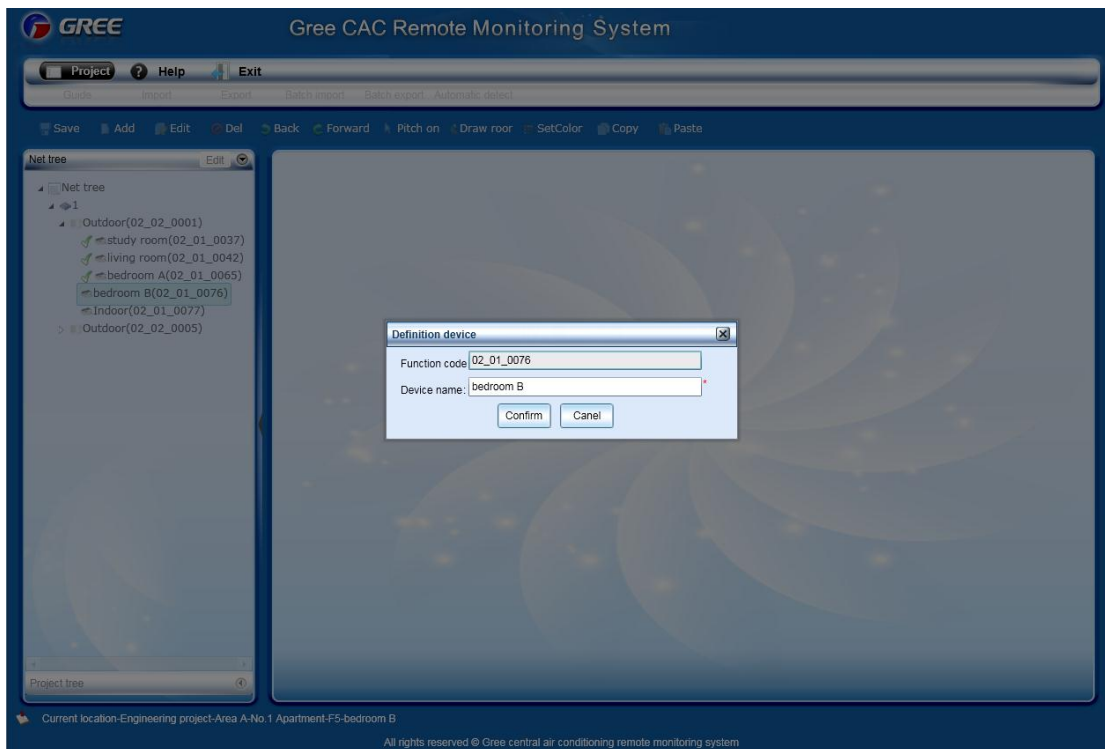 GREE Gree CAC Remote Monitoring System
Project Help Exit
Guide Import Export Batch import Batch export Automatic detect
Save Add Edit Del Back Forward Pitch on Draw roor SetColor Copy Paste
Net tree Edit
Net tree
1
Outdoor(02_02_0001)
study room(02_01_0037)
living room(02_01_0042)
bedroom A(02_01_0065)
bedroom B(02_01_0076)
Indoor(02_01_0077)
Outdoor(02_02_0005)
Definition device
Function code 02_01_0076
Device name: bedroom B *
Confirm Canel
Project tree
Current location-Engineering project-Area A-No.1 Apartment-F5-bedroom B
All rights reserved © Gree central air conditioning remote monitoring system